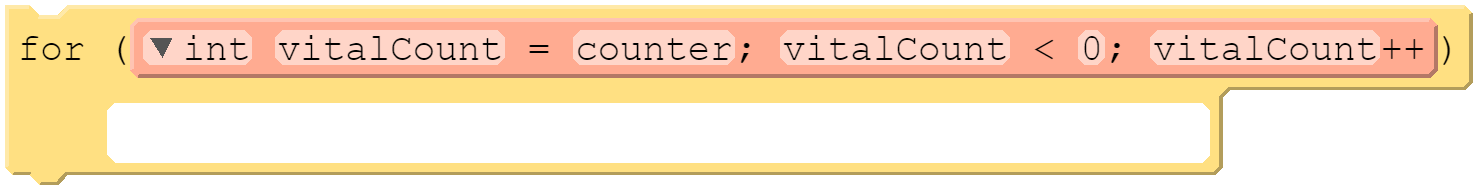 for (▼int vitalCount = counter; vitalCount < 0; vitalCount++)